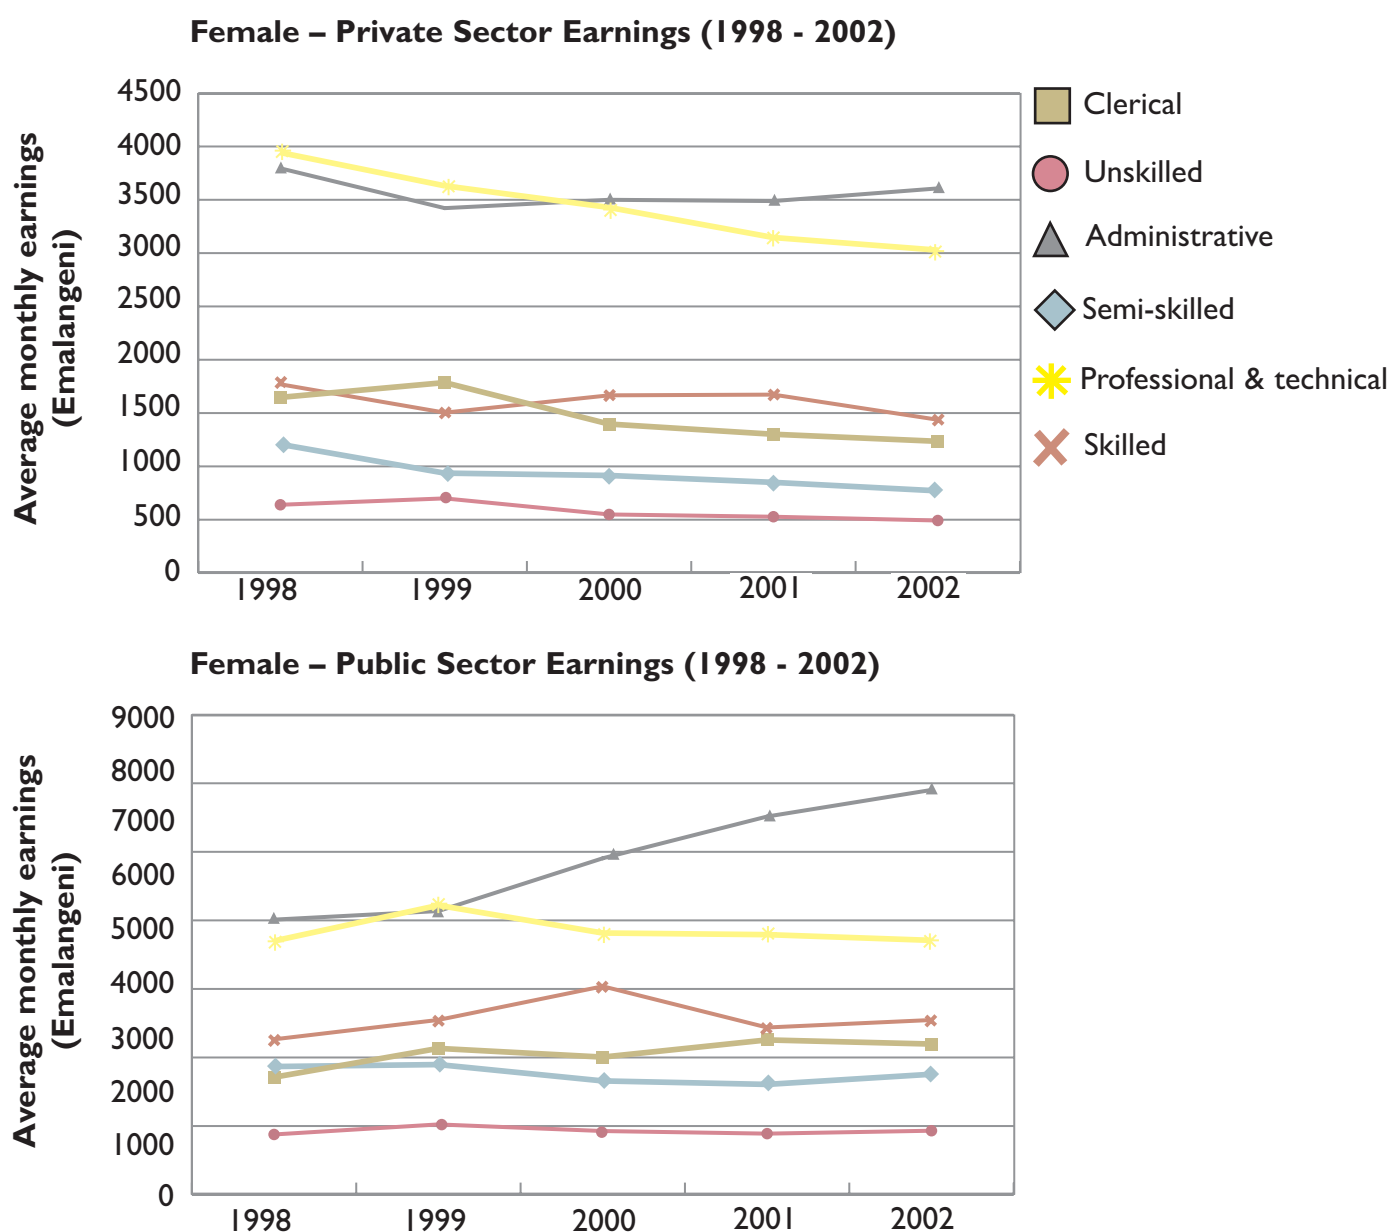 Female – Private Sector Earnings (1998 - 2002)
Average monthly earnings
(Emalangeni)
4500
4000
3500
3000
2500
2000
1500
1000
500
0
1998 1999 2000 2001 2002
Clerical
Unskilled
Administrative
Semi-skilled
Professional & technical
Skilled
Female – Public Sector Earnings (1998 - 2002)
Average monthly earnings
(Emalangeni)
9000
8000
7000
6000
5000
4000
3000
2000
1000
0
1998 1999 2000 2001 2002